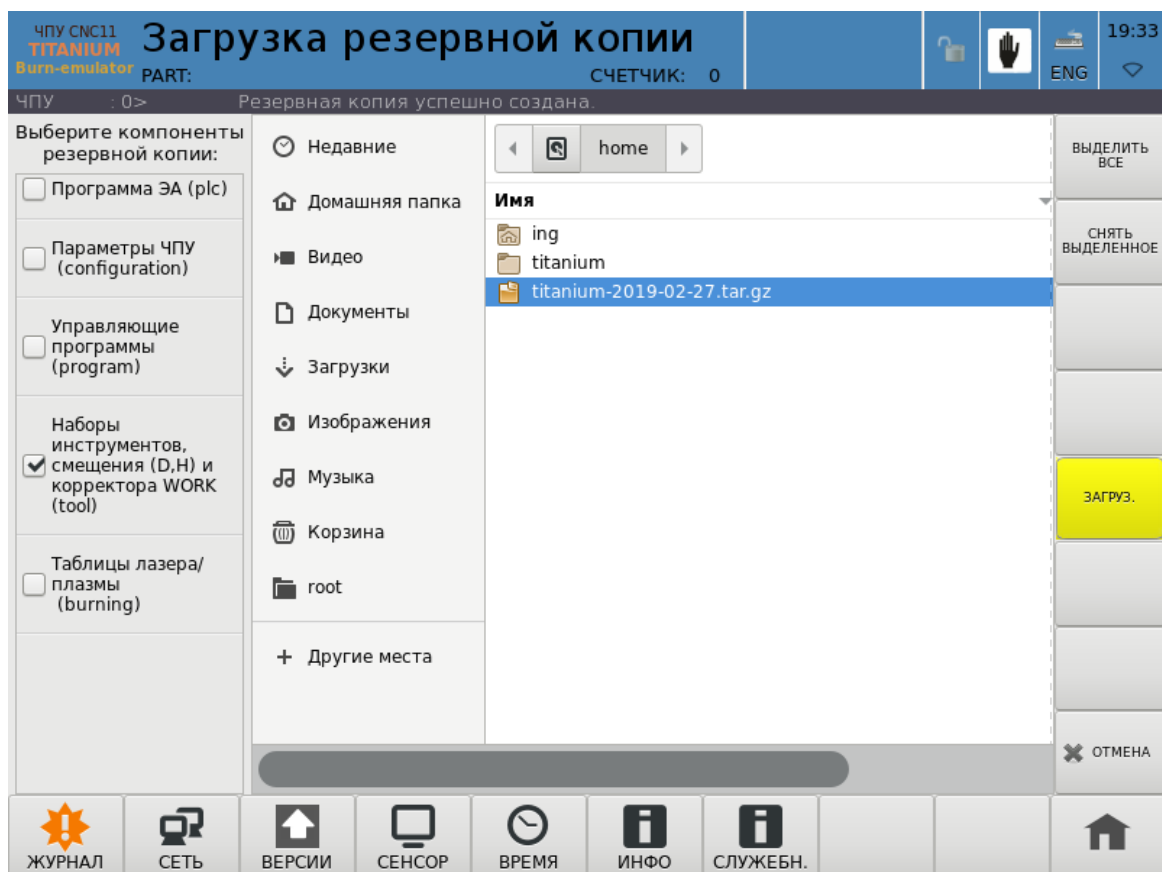 ЧПУ CNC11
TITANIUM
Burn-emulator
Загрузка резервной копии
PART:
СЧЕТЧИК: 0
ENG
19:33
ЧПУ : 0> Резервная копия успешно создана.
Выберите компоненты
резервной копии:
Программа ЭА (plc)
Параметры ЧПУ
(configuration)
Управляющие
программы
(program)
Наборы
инструментов,
смещения (D,H) и
корректора WORK
(tool)
Таблицы лазера/
плазмы
(burning)
Недавние
Домашняя папка
Видео
Документы
Загрузки
Изображения
Музыка
Корзина
root
Другие места
home
Имя
ing
titanium
titanium-2019-02-27.tar.gz
ВЫДЕЛИТЬ
ВСЕ
СНЯТЬ
ВЫДЕЛЕННОЕ
ЗАГРУЗ.
ОТМЕНА
ЖУРНАЛ
СЕТЬ
ВЕРСИИ
СЕНСОР
ВРЕМЯ
ИНФО
СЛУЖЕБН.